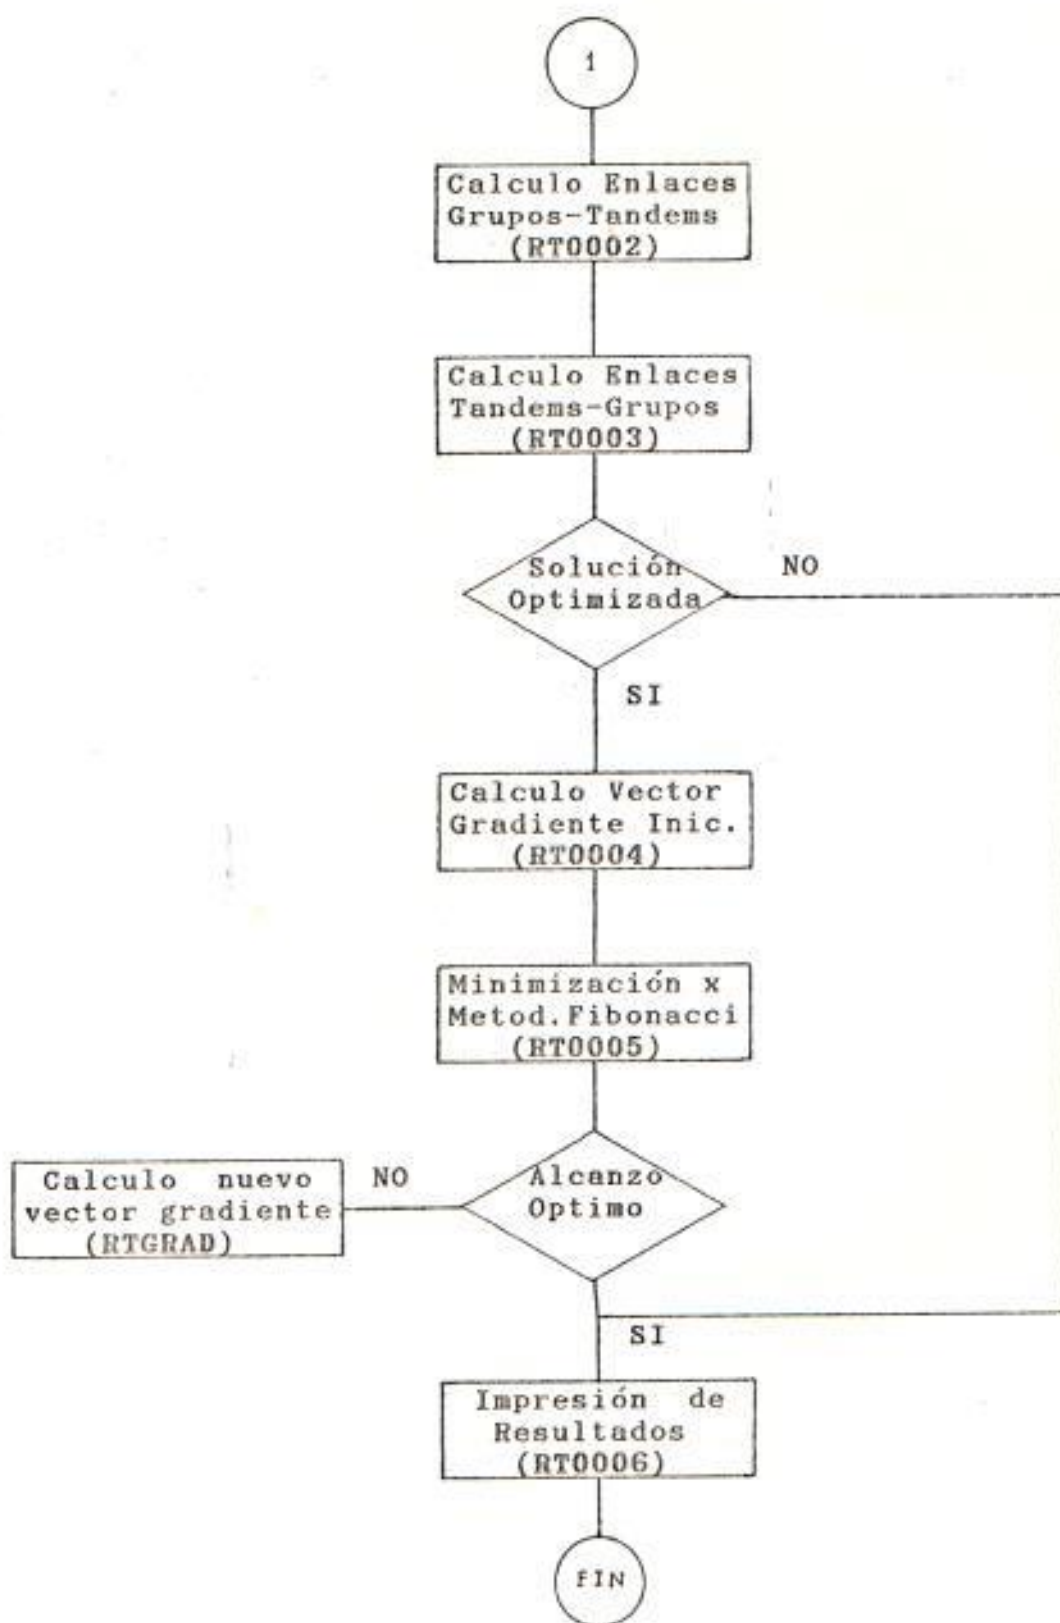 1
Calculo Enlaces
Grupos-Tandems
(RT0002)
Calculo Enlaces
Tandems-Grupos
(RT0003)
Solución
Optimizada
NO
SI
Calculo Vector
Gradiente Inic.
(RT0004)
Minimización x
Metod.Fibonacci
(RT0005)
Alcanzo
Optimo
NO
Calculo nuevo
vector gradiente
(RTGRAD)
SI
Impresión de
Resultados
(RT0006)
FIN